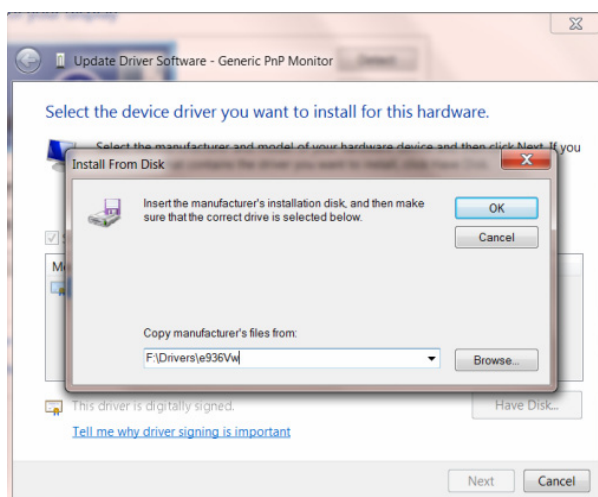 Update Driver Software - Generic PnP Monitor
Select the device driver you want to install for this hardware.
Select the manufacturer and model of your hardware device and then click Next. If you
Install From Disk
Insert the manufacturer's installation disk, and then make
sure that the correct drive is selected below.
OK
Cancel
Copy manufacturer's files from:
F:\Drivers\e936Vw
Browse...
This driver is digitally signed.
Have Disk...
Tell me why driver signing is important
Next
Cancel